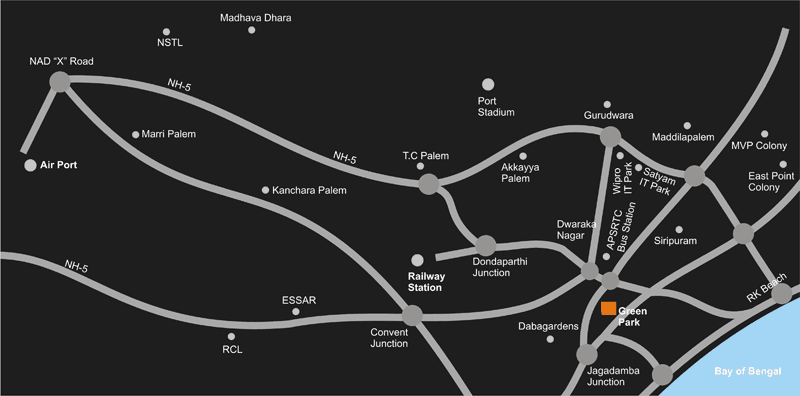 Madhava Dhara
NSTL
NAD "X" Road
NH-5
Port
Stadium
Gurudwara
Maddilapalem
MVP Colony
Marri Palem
Air Port
NH-5
T.C Palem
Akkayya
Palem
Wipro
IT Park
Satyam
IT Park
East Point
Colony
Kanchara Palem
Dwaraka
Nagar
APSRTC
Bus Station
Siripuram
NH-5
Railway
Station
Dondaparthi
Junction
RK Beach
ESSAR
RCL
Convent
Junction
Dabagardens
Green
Park
Jagadamba
Junction
Bay of Bengal